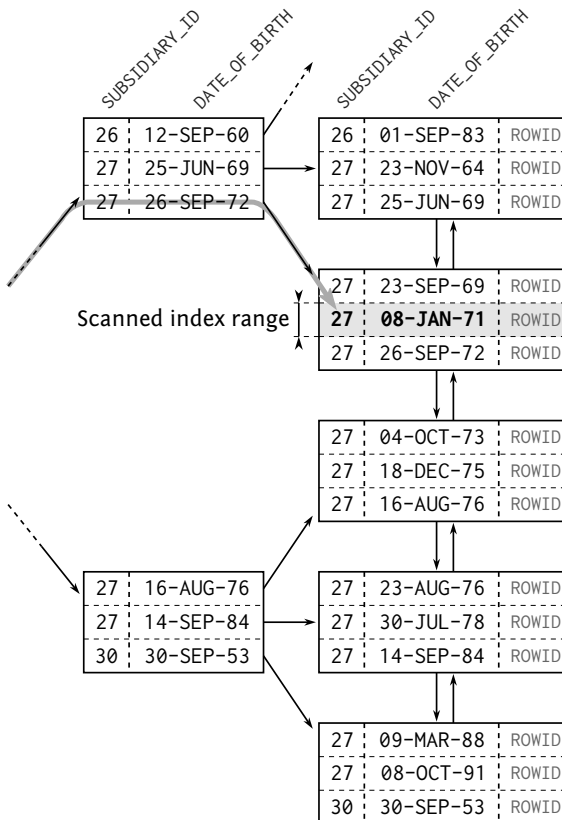 SUBSIDIARY_ID DATE_OF_BIRTH SUBSIDIARY_ID DATE_OF_BIRTH
26 12-SEP-60
27 25-JUN-69
27 26-SEP-72
26 01-SEP-83 ROWID
27 23-NOV-64 ROWID
27 25-JUN-69 ROWID
27 23-SEP-69 ROWID
Scanned index range
27 08-JAN-71 ROWID
27 26-SEP-72 ROWID
27 04-OCT-73 ROWID
27 18-DEC-75 ROWID
27 16-AUG-76 ROWID
27 16-AUG-76
27 14-SEP-84
30 30-SEP-53
27 23-AUG-76 ROWID
27 30-JUL-78 ROWID
27 14-SEP-84 ROWID
27 09-MAR-88 ROWID
27 08-OCT-91 ROWID
30 30-SEP-53 ROWID